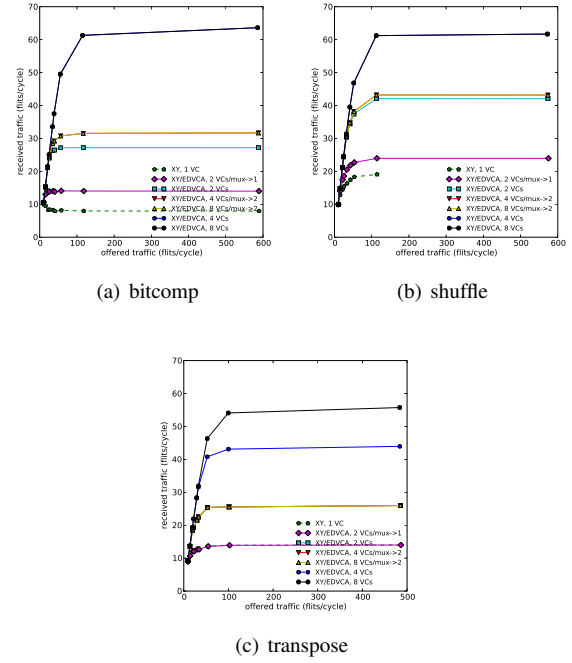 70
60
50
40
30
20
10
0
received traffic (flits/cycle)
XY, 1 VC
XY/EDVCA, 2 VCs/mux->1
XY/EDVCA, 2 VCs
XY/EDVCA, 4 VCs/mux->2
XY/EDVCA, 8 VCs/mux->2
XY/EDVCA, 4 VCs
XY/EDVCA, 8 VCs
0 100 200 300 400 500 600
offered traffic (flits/cycle)
(a) bitcomp
70
60
50
40
30
20
10
0
received traffic (flits/cycle)
XY, 1 VC
XY/EDVCA, 2 VCs/mux->1
XY/EDVCA, 2 VCs
XY/EDVCA, 4 VCs/mux->2
XY/EDVCA, 8 VCs/mux->2
XY/EDVCA, 4 VCs
XY/EDVCA, 8 VCs
0 100 200 300 400 500 600
offered traffic (flits/cycle)
(b) shuffle
70
60
50
40
30
20
10
0
received traffic (flits/cycle)
XY, 1 VC
XY/EDVCA, 2 VCs/mux->1
XY/EDVCA, 2 VCs
XY/EDVCA, 4 VCs/mux->2
XY/EDVCA, 8 VCs/mux->2
XY/EDVCA, 4 VCs
XY/EDVCA, 8 VCs
0 100 200 300 400 500
offered traffic (flits/cycle)
(c) transpose